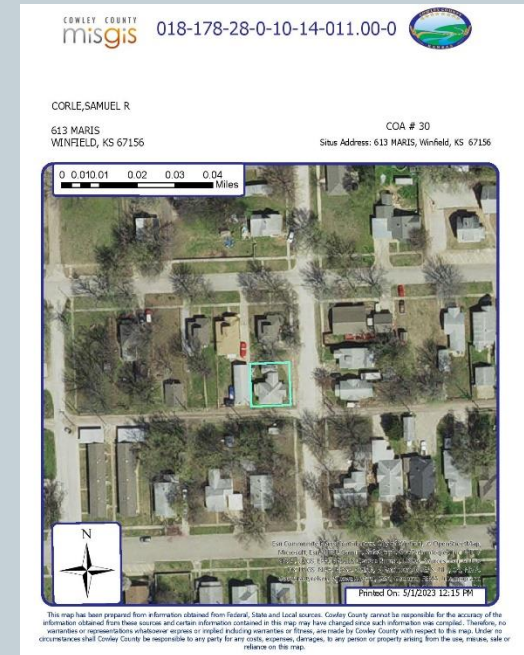 COWLEY COUNTY
misgis
018-178-28-0-10-14-011.00-0
CORLE,SAMUEL R
613 MARIS
WINFIELD, KS 67156
COA # 30
Situs Address: 613 MARIS, Winfield, KS 67156
0 0.010.01 0.02 0.03 0.04
Miles
N
Printed On: 5/1/2023 12:15 PM
This map has been prepared from information obtained from Federal, State and Local sources. Cowley County cannot be responsible for the accuracy of the
information obtained from these sources and certain information contained in this map may have changed since such information was compiled. Therefore, no
warranties or representations whatsoever express or implied including warranties or fitness, are made by Cowley County with respect to this map. Under no
circumstances shall Cowley County be responsible to any party for any costs, expenses, damages, to any person or property arising from the use, misuse, sale or
reliance on this map.